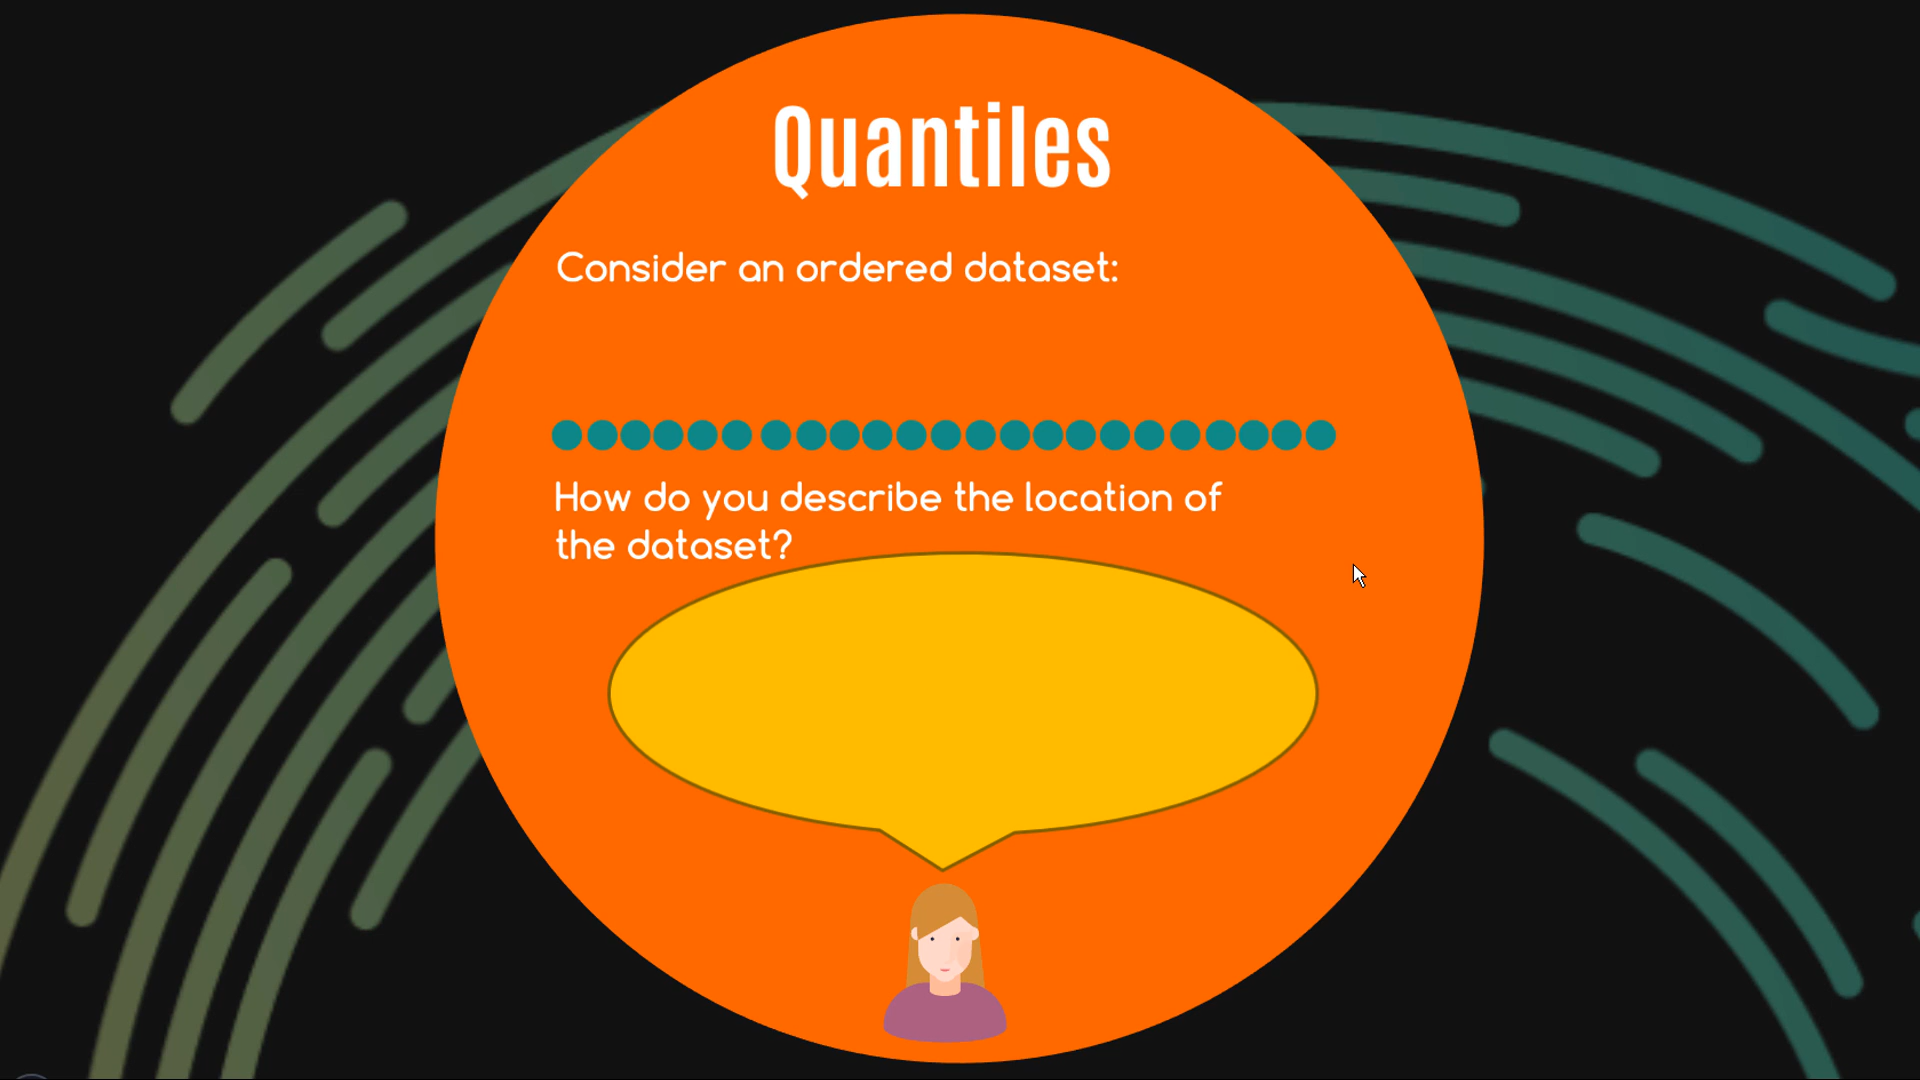 Quantiles
Consider an ordered dataset:
How do you describe the location of
the dataset?